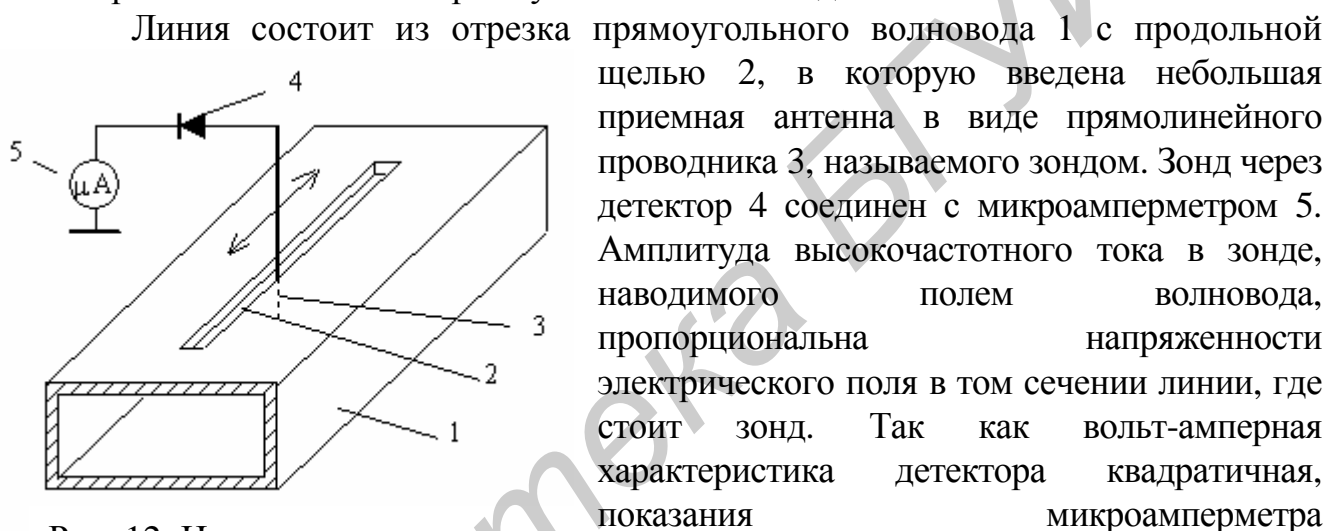 Линия состоит из отрезка прямоугольного волновода 1 с продольной
щелью 2, в которую введена небольшая
приемная антенна в виде прямолинейного
проводника 3, называемого зондом. Зонд через
детектор 4 соединен с микроамперметром 5.
Амплитуда высокочастотного тока в зонде,
наводимого полем волновода,
пропорциональна напряженности
электрического поля в том сечении линии, где
стоит зонд. Так как вольт-амперная
характеристика детектора квадратичная,
показания микроамперметра
4
5
μA
3
2
1